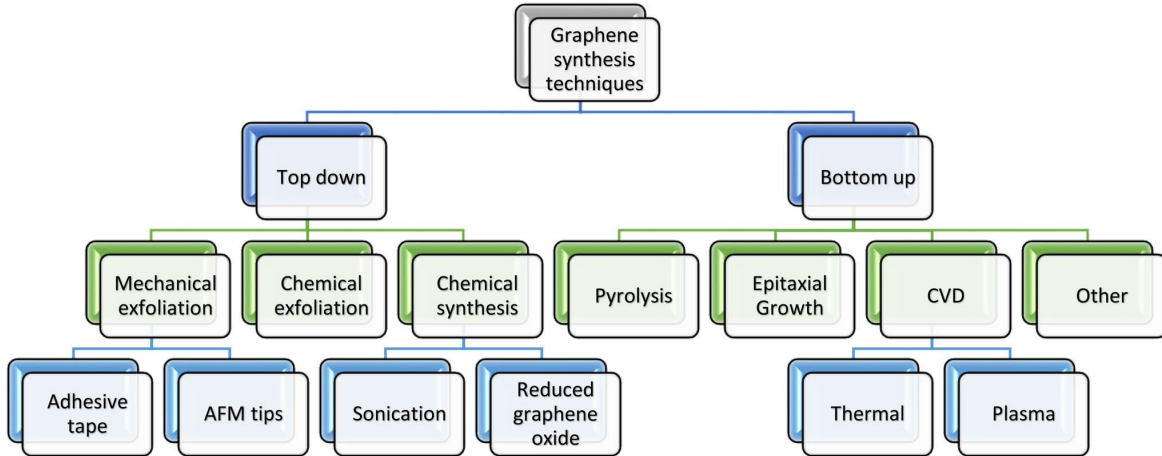 Graphene
synthesis
techniques
Top down
Bottom up
Mechanical
exfoliation
Chemical
exfoliation
Chemical
synthesis
Pyrolysis
Epitaxial
Growth
CVD
Other
Adhesive
tape
AFM tips
Sonication
Reduced
graphene
oxide
Thermal
Plasma